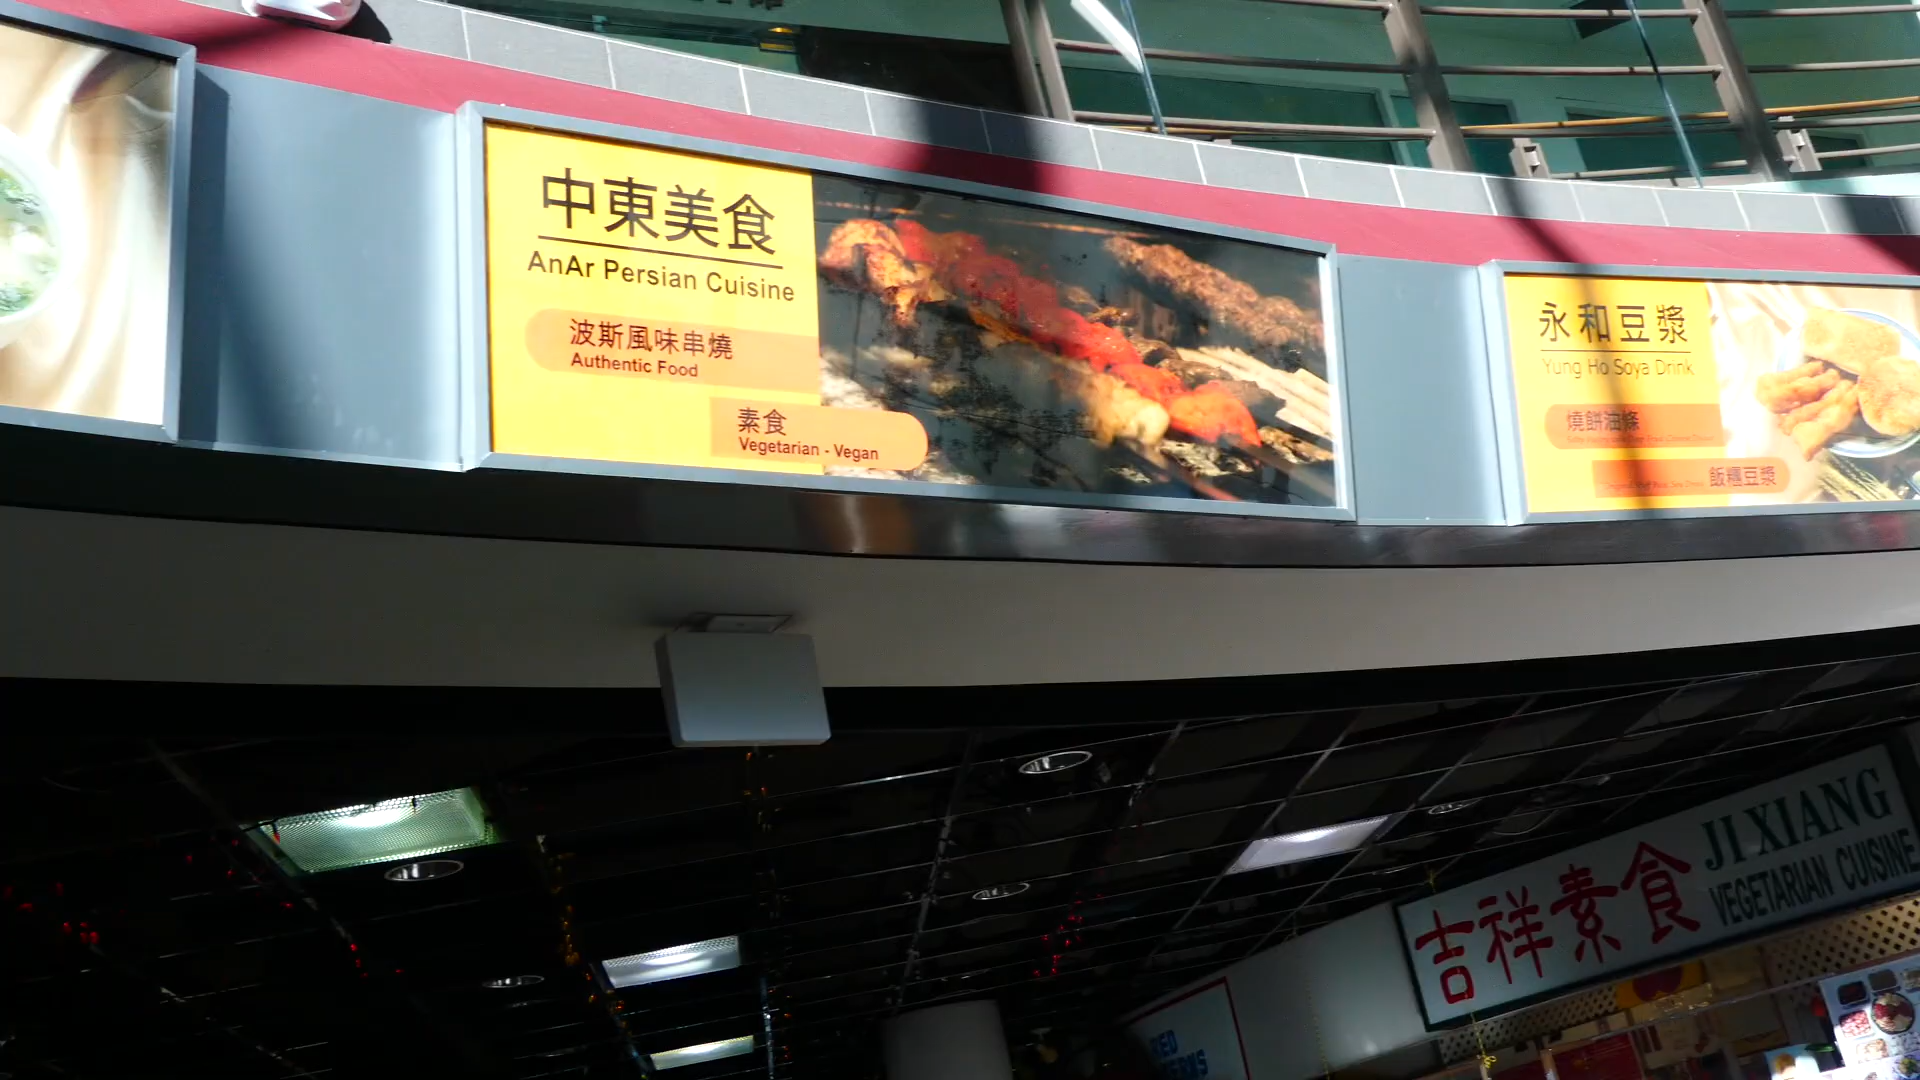 中東美食
AnAr Persian Cuisine
波斯風味串燒
Authentic Food
素食
Vegetarian - Vegan
永和豆漿
Yung Ho Soya Drink
燒餅油條
飯糰豆漿
吉祥素食
JI XIANG
VEGETARIAN CUISINE